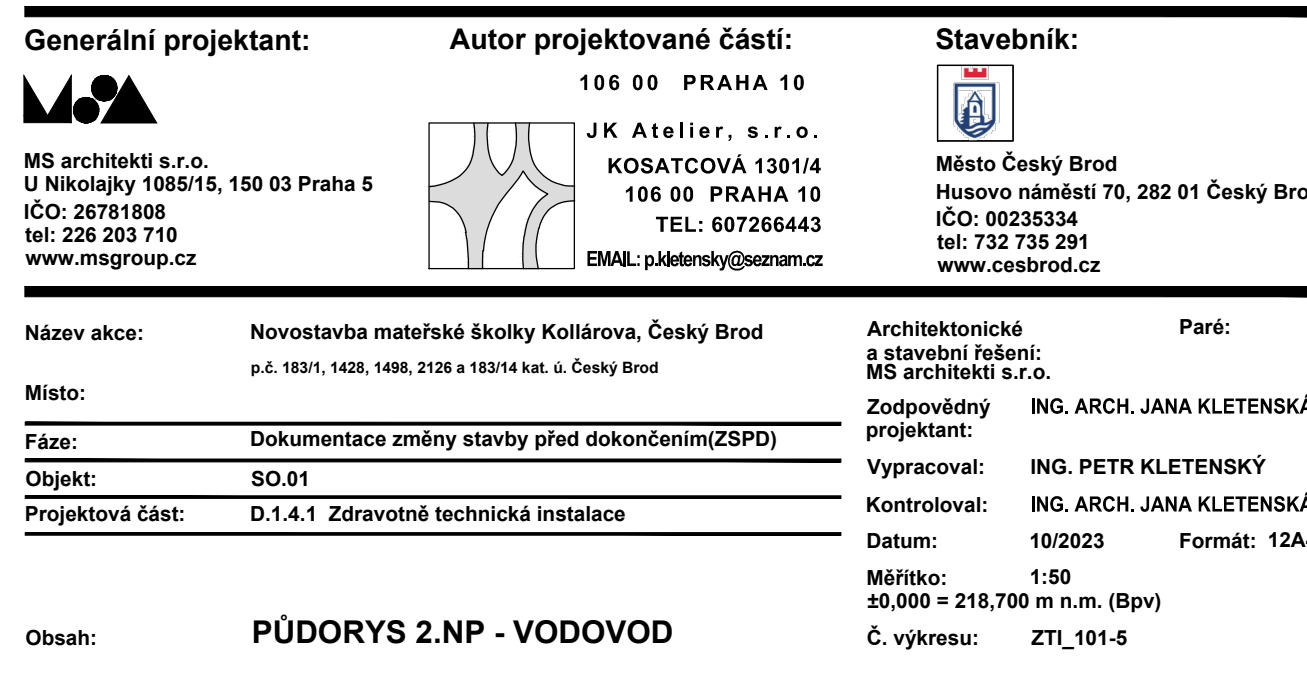 Generální projektant:
MS architekti s.r.o.
U Nikolajky 1085/15, 150 03 Praha 5
IČO: 26781808
tel: 226 203 710
www.msgroup.cz
Autor projektované částí:
106 00 PRAHA 10
JK Atelier, s.r.o.
KOSATCOVÁ 1301/4
106 00 PRAHA 10
TEL: 607266443
EMAIL: p.kletensky@seznam.cz
Stavebník:
Město Český Brod
Husovo náměstí 70, 282 01 Český Bro
IČO: 00235334
tel: 732 735 291
www.cesbrod.cz
Název akce: Novostavba mateřské školky Kollárova, Český Brod
p.č. 183/1, 1428, 1498, 2126 a 183/14 kat. ú. Český Brod
Místo:
Fáze: Dokumentace změny stavby před dokončením(ZSPD)
Objekt: SO.01
Projektová část: D.1.4.1 Zdravotně technická instalace
Obsah: PŮDORYS 2.NP - VODOVOD
Architektonické Paré:
a stavební řešení:
MS architekti s.r.o.
Zodpovědný ING. ARCH. JANA KLETENSKÁ
projektant:
Vypracoval: ING. PETR KLETENSKÝ
Kontroloval: ING. ARCH. JANA KLETENSKÁ
Datum: 10/2023 Formát: 12A4
Měřítko: 1:50
±0,000 = 218,700 m n.m. (Bpv)
Č. výkresu: ZTI_101-5